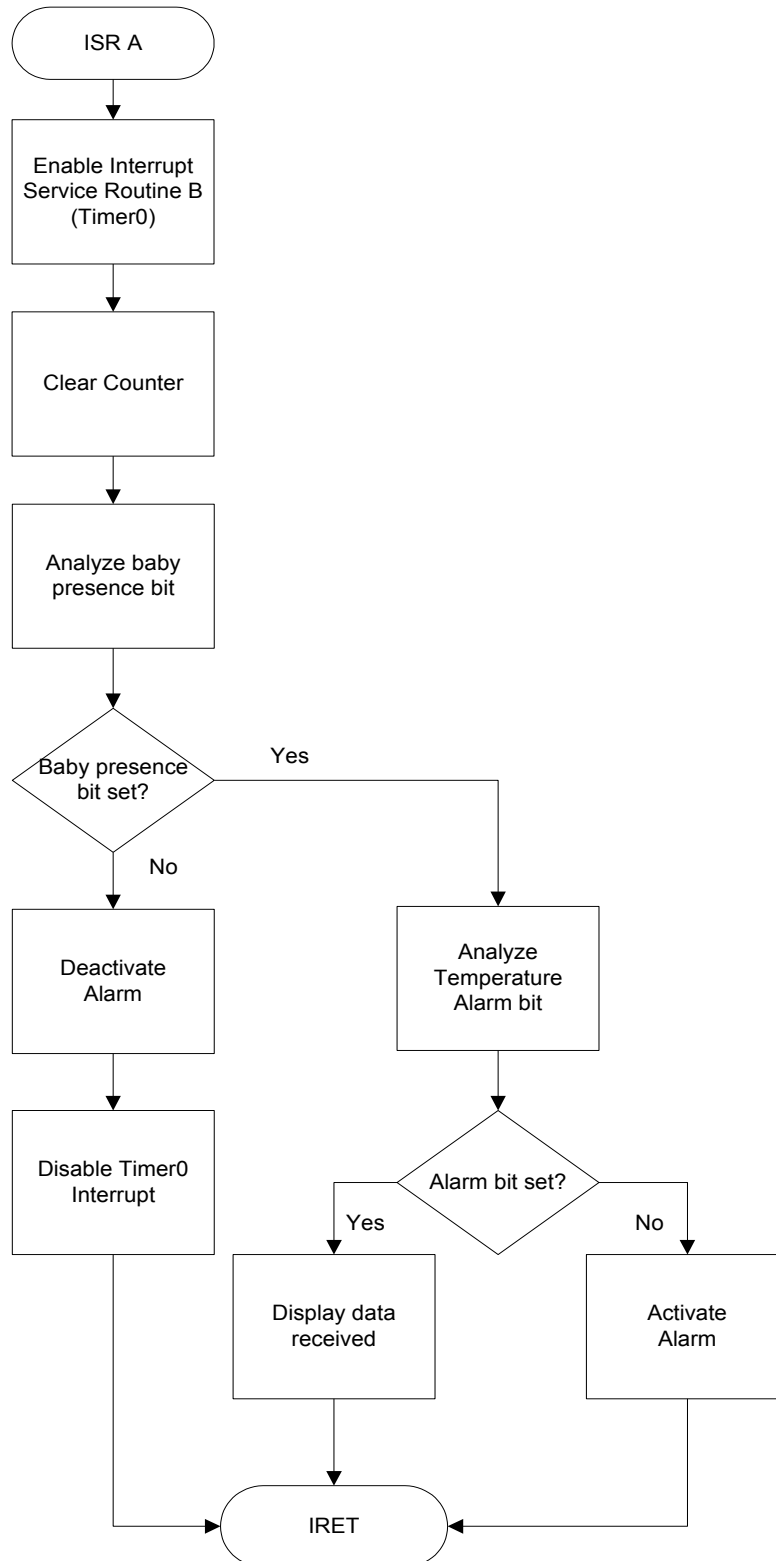 ISR A
Enable Interrupt
Service Routine B
(Timer0)
Clear Counter
Analyze baby
presence bit
Baby presence
bit set?
Yes
No
Deactivate
Alarm
Analyze
Temperature
Alarm bit
Disable Timer0
Interrupt
Alarm bit set?
Yes
No
Display data
received
Activate
Alarm
IRET